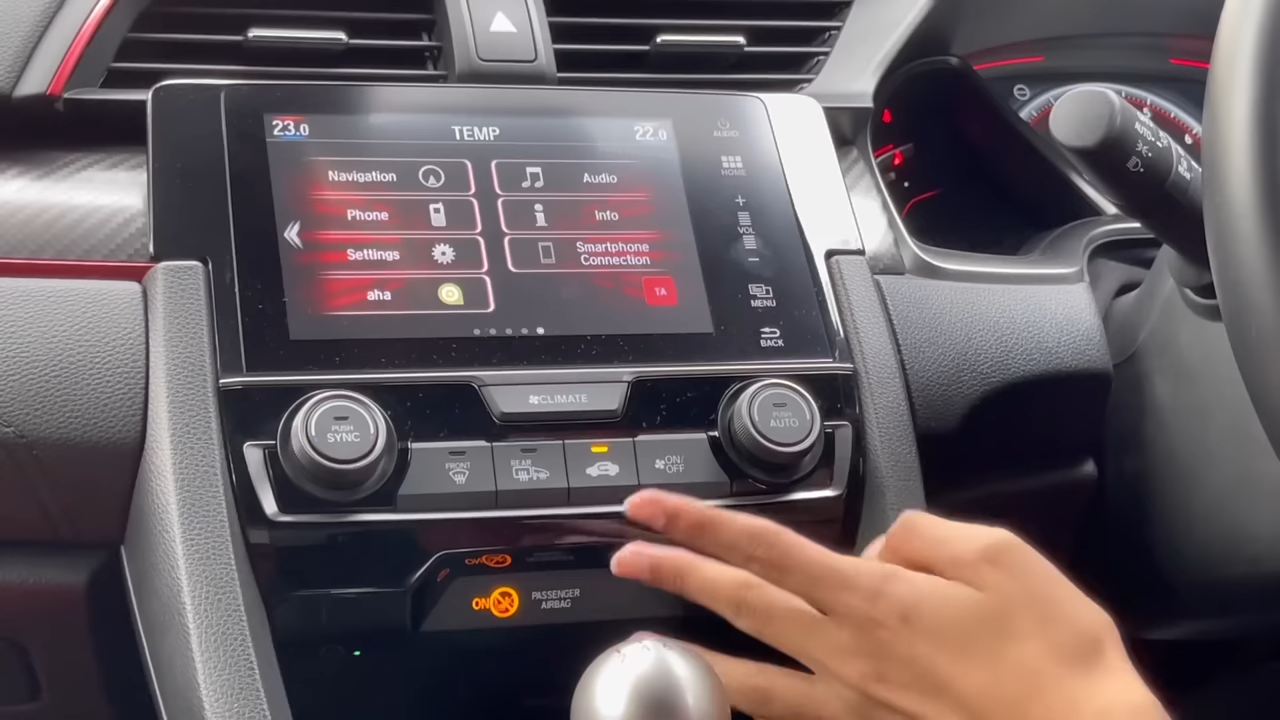 23.0
TEMP
22.0
AUDIO
Navigation
Audio
HOME
Phone
Info
+
VOL
−
Settings
Smartphone
Connection
aha
TA
MENU
BACK
CLIMATE
PUSH
SYNC
PUSH
AUTO
FRONT
REAR
ON/
OFF
ON
PASSENGER
AIRBAG
AUTO